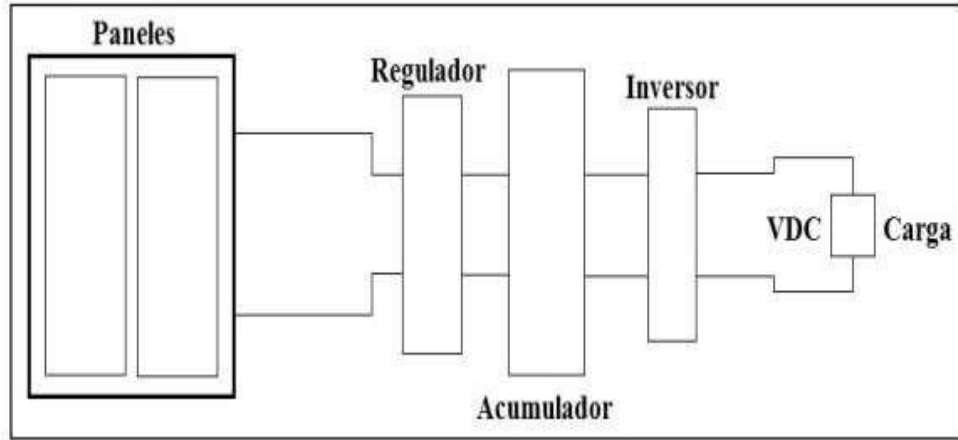 Paneles
Regulador
Inversor
VDC
Carga
Acumulador